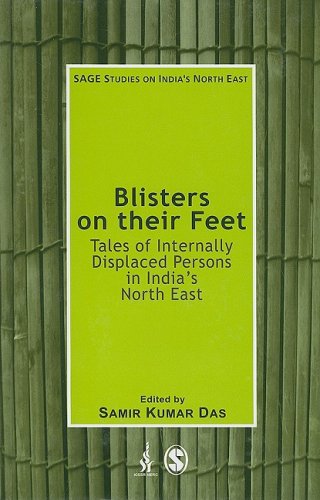 SAGE STUDIES ON INDIA'S NORTH EAST
Blisters
on their Feet
Tales of Internally
Displaced Persons
in India's
North East
Edited by
SAMIR KUMAR DAS